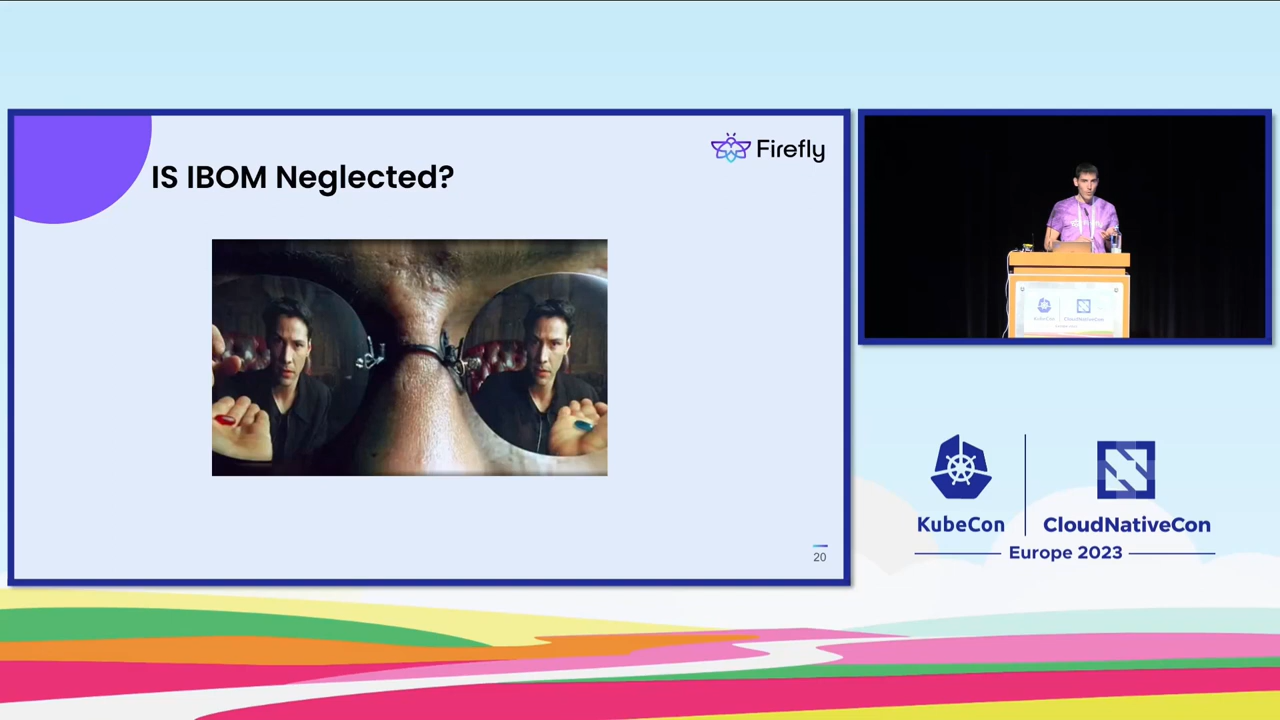 IS IBOM Neglected?
Firefly
20
KubeCon
CloudNativeCon
Europe 2023